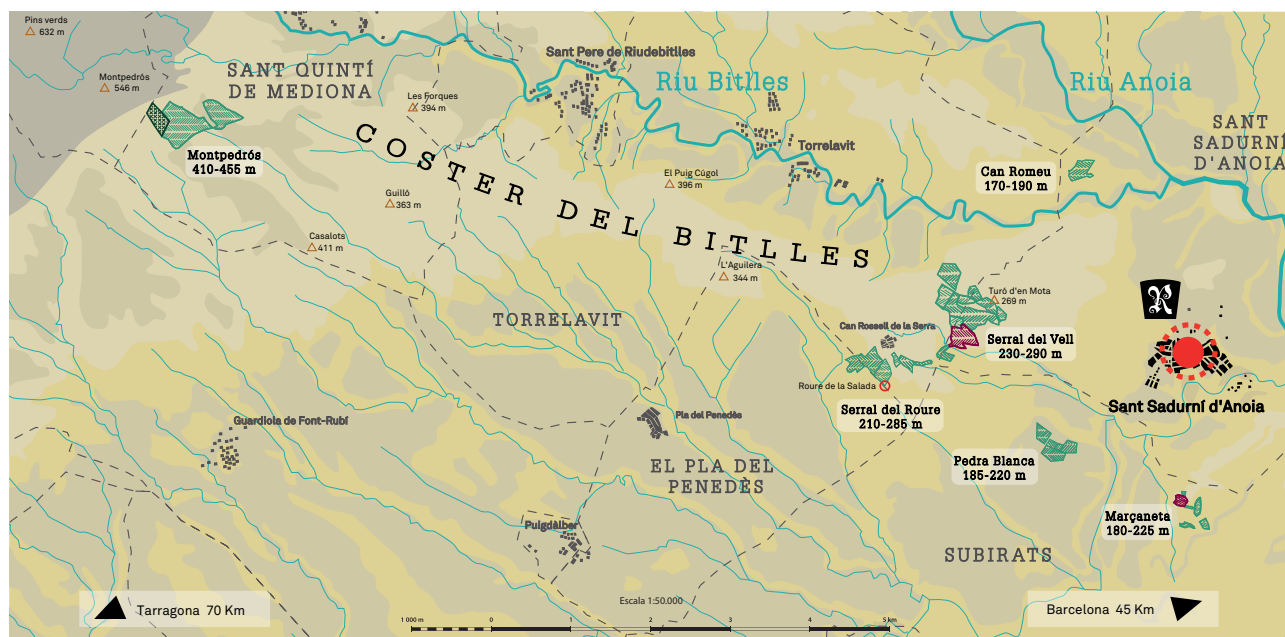 Pins verds
632 m
Montpedrós
546 m
SANT QUINTÍ
DE MEDIONA
Les Forques
394 m
Sant Pere de Riudebitlles
Riu Bitlles
Riu Anoia
SANT
SADURNÍ
D'ANOIA
Montpedrós
410-455 m
Torrelavit
Can Romeu
170-190 m
El Puig Cúgol
396 m
Guilló
363 m
COSTER DEL BITLLES
Casalots
411 m
L'Aguilera
344 m
Turó d'en Mota
269 m
TORRELAVIT
Can Rossell de la Serra
Serral del Vell
230-290 m
R
Roure de la Salada
Serral del Roure
210-285 m
Sant Sadurní d'Anoia
Guardiola de Font-Rubí
Pla del Penedès
EL PLA DEL
PENEDÈS
Pedra Blanca
185-220 m
Puigdàlber
Marçaneta
180-225 m
SUBIRATS
Tarragona 70 Km
Escala 1:50.000
Barcelona 45 Km
1 000 m 0 1 2 3 4 5 km